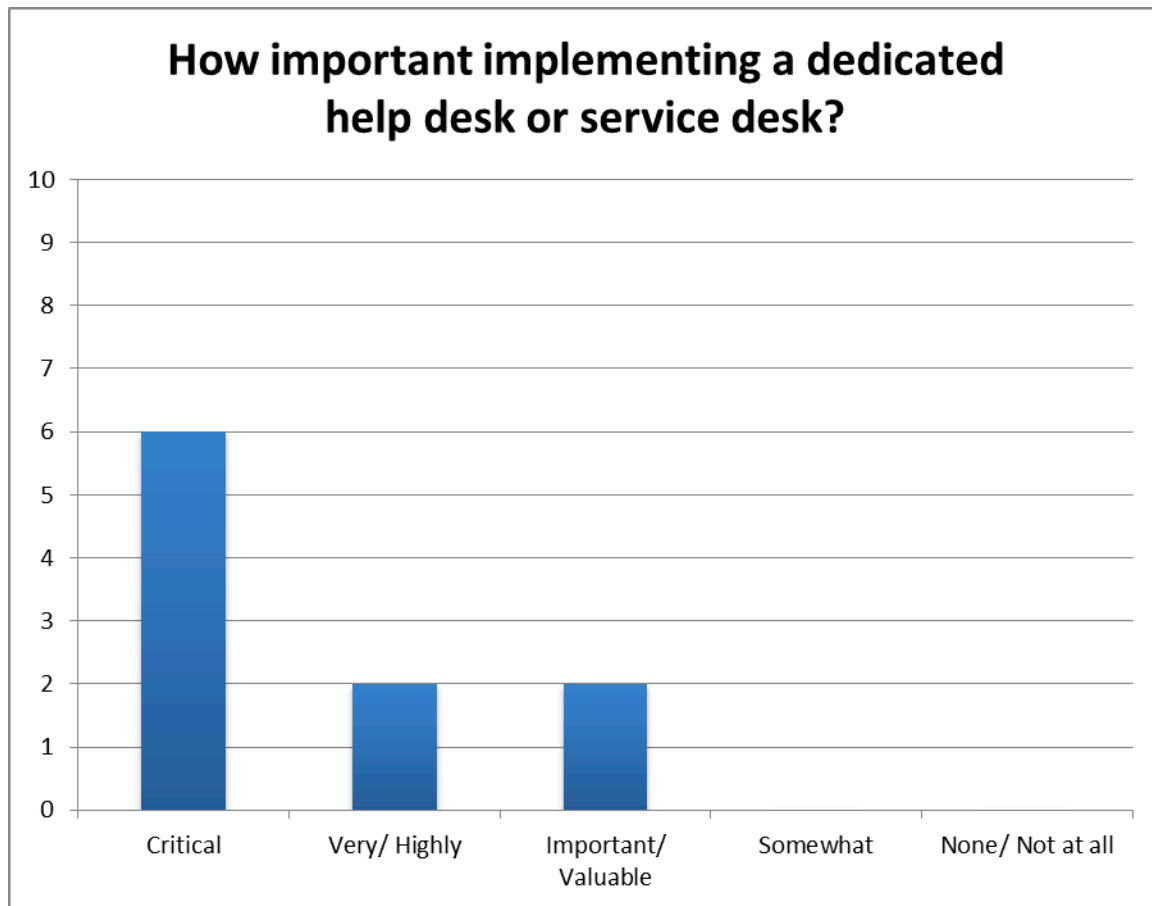 How important implementing a dedicated
help desk or service desk?
10
9
8
7
6
5
4
3
2
1
0
Critical
Very/ Highly
Important/
Valuable
Somewhat
None/ Not at all